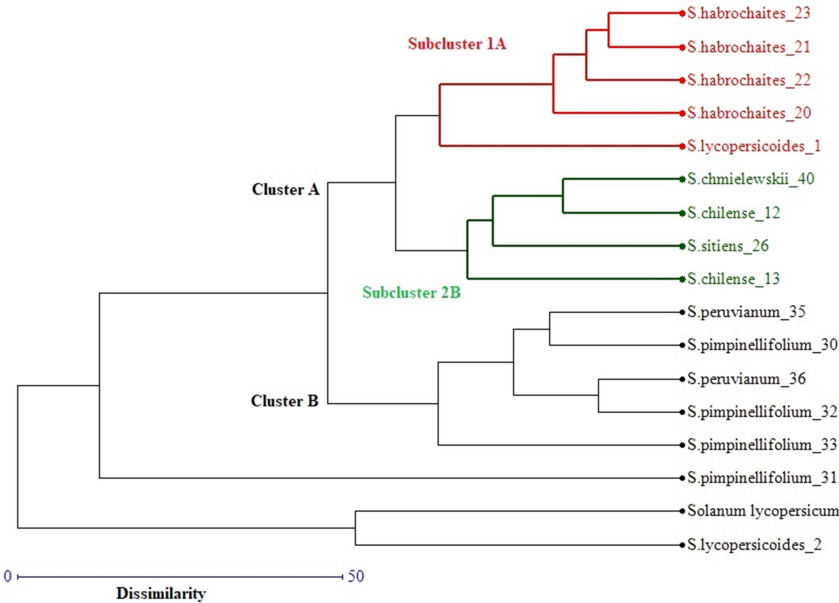 S.habrochaites_23
Subcluster 1A
S.habrochaites_21
S.habrochaites_22
S.habrochaites_20
S.lycopersicoides_1
Cluster A
S.chmielewskii_40
S.chilense_12
S.sitiens_26
S.chilense_13
Subcluster 2B
S.peruvianum_35
S.pimpinellifolium_30
S.peruvianum_36
Cluster B
S.pimpinellifolium_32
S.pimpinellifolium_33
S.pimpinellifolium_31
Solanum lycopersicum
S.lycopersicoides_2
0 50
Dissimilarity